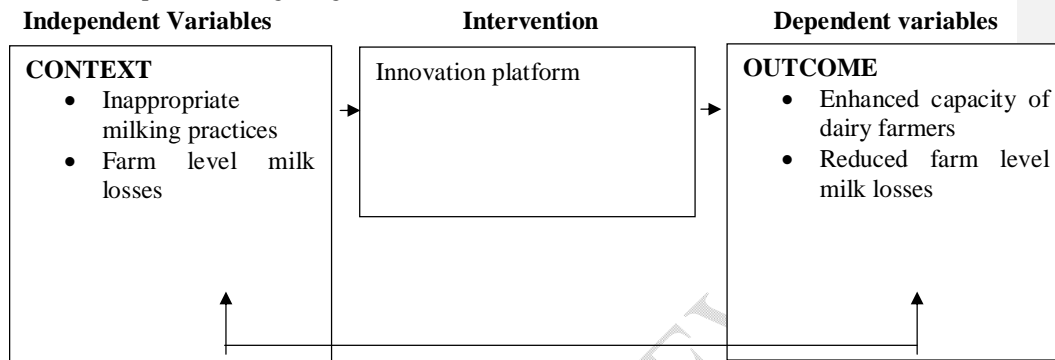 Independent Variables Intervention Dependent variables
CONTEXT
• Inappropriate
milking practices
• Farm level milk
losses
Innovation platform
OUTCOME
• Enhanced capacity of
dairy farmers
• Reduced farm level
milk losses